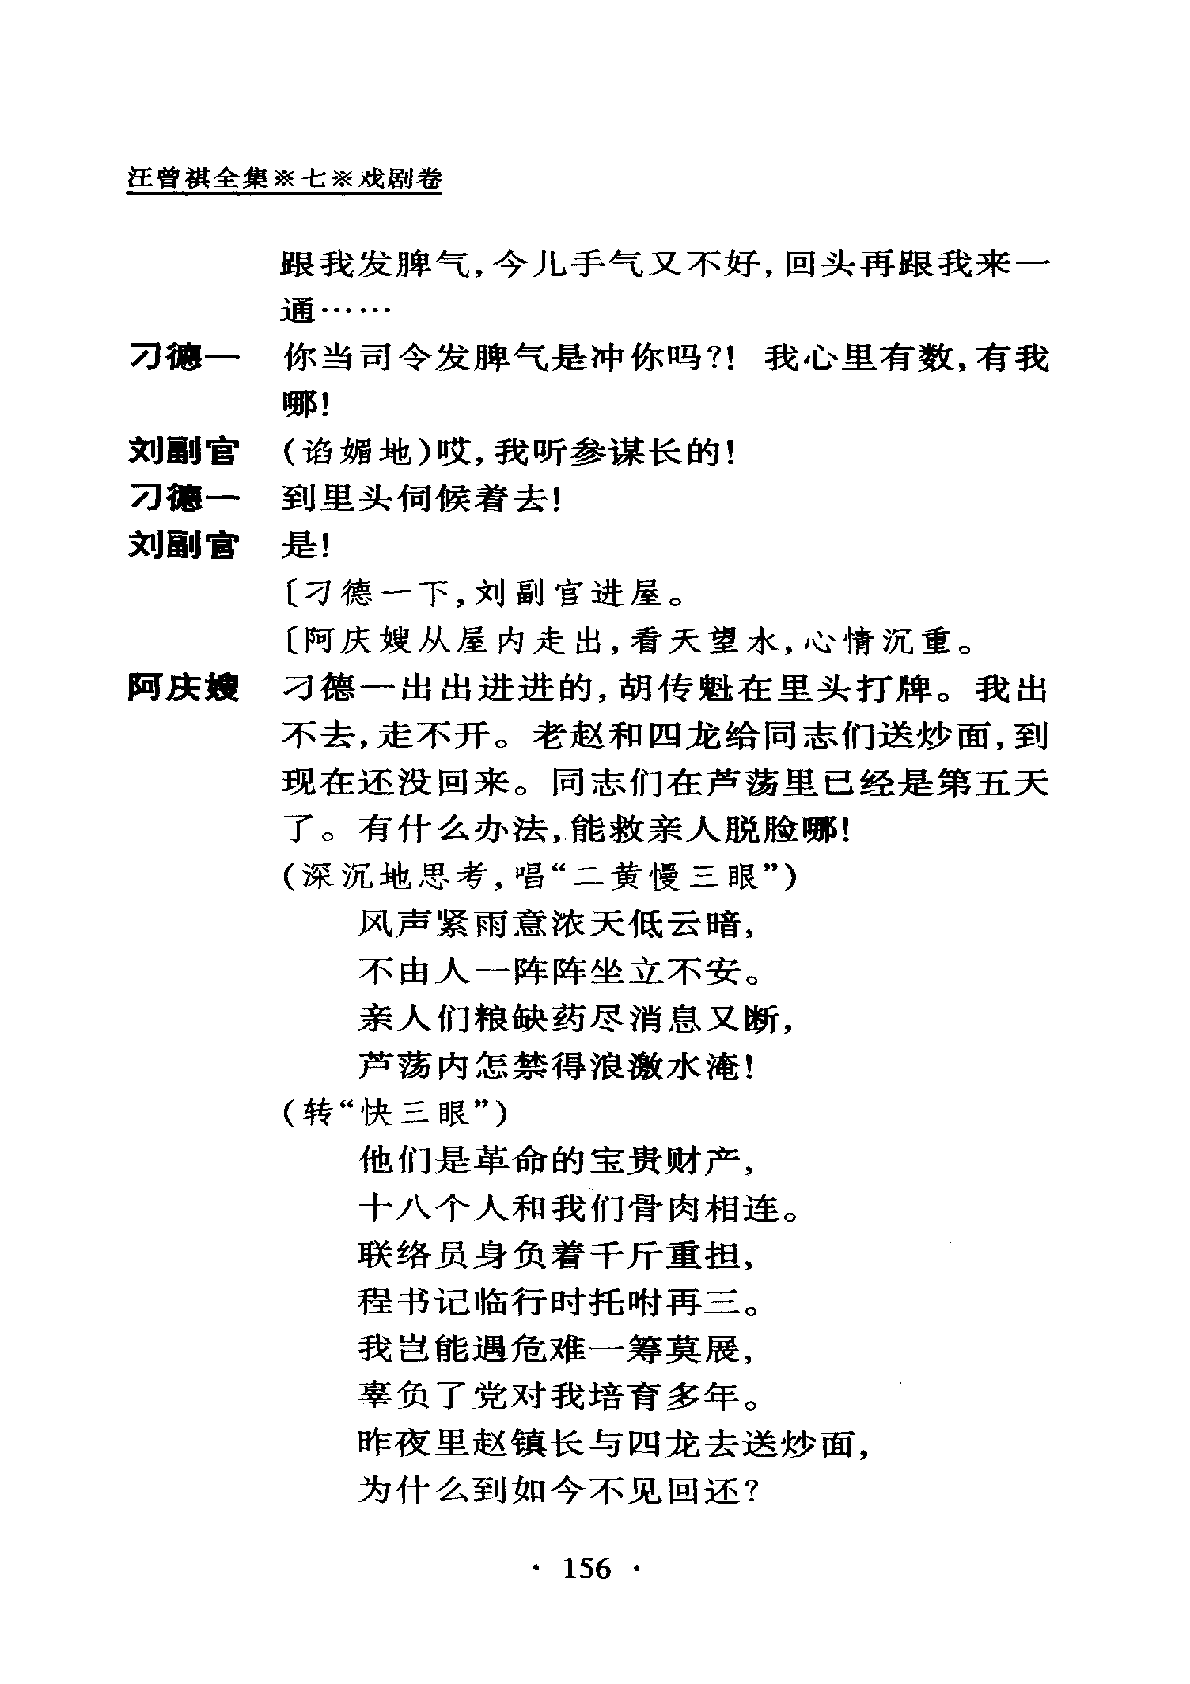 汪曾祺全集※七※戏剧卷
跟我发脾气,今儿手气又不好,回头再跟我来一
通……
刁德一 你当司令发脾气是冲你吗?! 我心里有数,有我
哪!
刘副官 (谄媚地)哎,我听参谋长的!
刁德一 到里头伺候着去!
刘副官 是!
〔刁德一下,刘副官进屋。
〔阿庆嫂从屋内走出,看天望水,心情沉重。
阿庆嫂 刁德一出出进进的,胡传魁在里头打牌。我出
不去,走不开。老赵和四龙给同志们送炒面,到
现在还没回来。同志们在芦荡里已经是第五天
了。有什么办法,能救亲人脱脸哪!
(深沉地思考,唱“二黄慢三眼”)
风声紧雨意浓天低云暗,
不由人一阵阵坐立不安。
亲人们粮缺药尽消息又断,
芦荡内怎禁得浪激水淹!
(转“快三眼”)
他们是革命的宝贵财产,
十八个人和我们骨肉相连。
联络员身负着千斤重担,
程书记临行时托咐再三。
我岂能遇危难一筹莫展,
辜负了党对我培育多年。
昨夜里赵镇长与四龙去送炒面,
为什么到如今不见回还?
· 156 ·